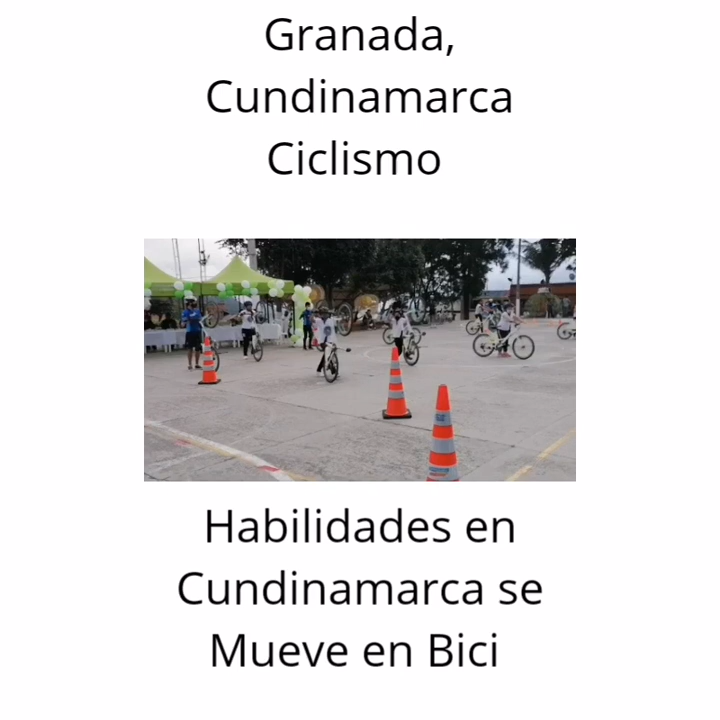 Granada,
Cundinamarca
Ciclismo
Habilidades en
Cundinamarca se
Mueve en Bici